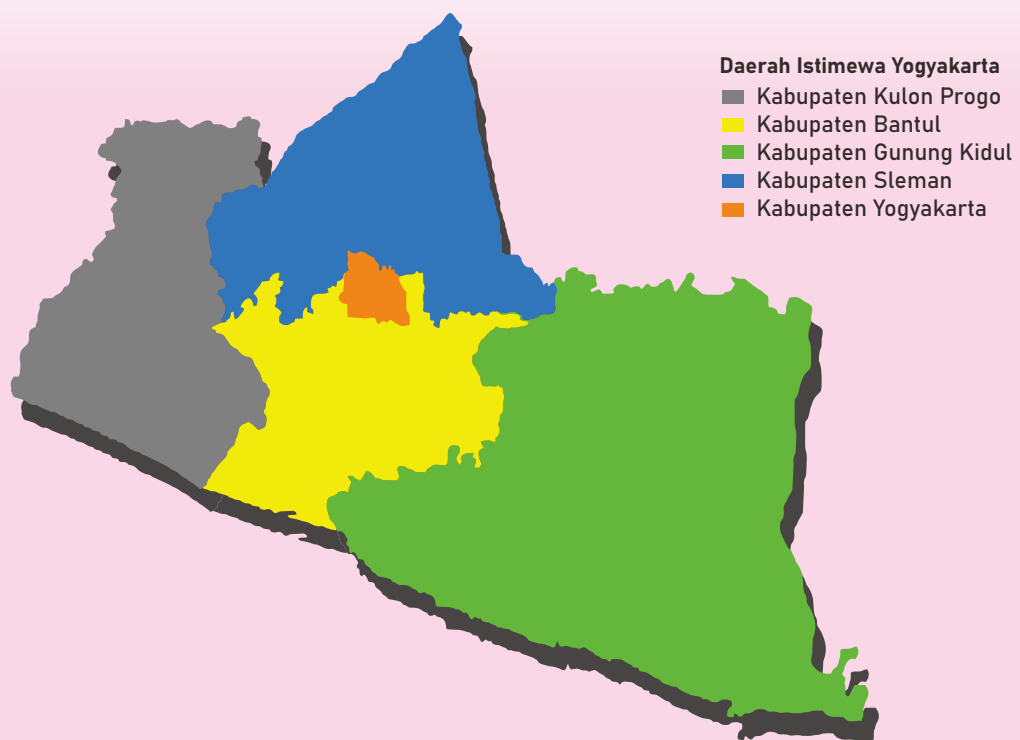 Daerah Istimewa Yogyakarta
Kabupaten Kulon Progo
Kabupaten Bantul
Kabupaten Gunung Kidul
Kabupaten Sleman
Kabupaten Yogyakarta